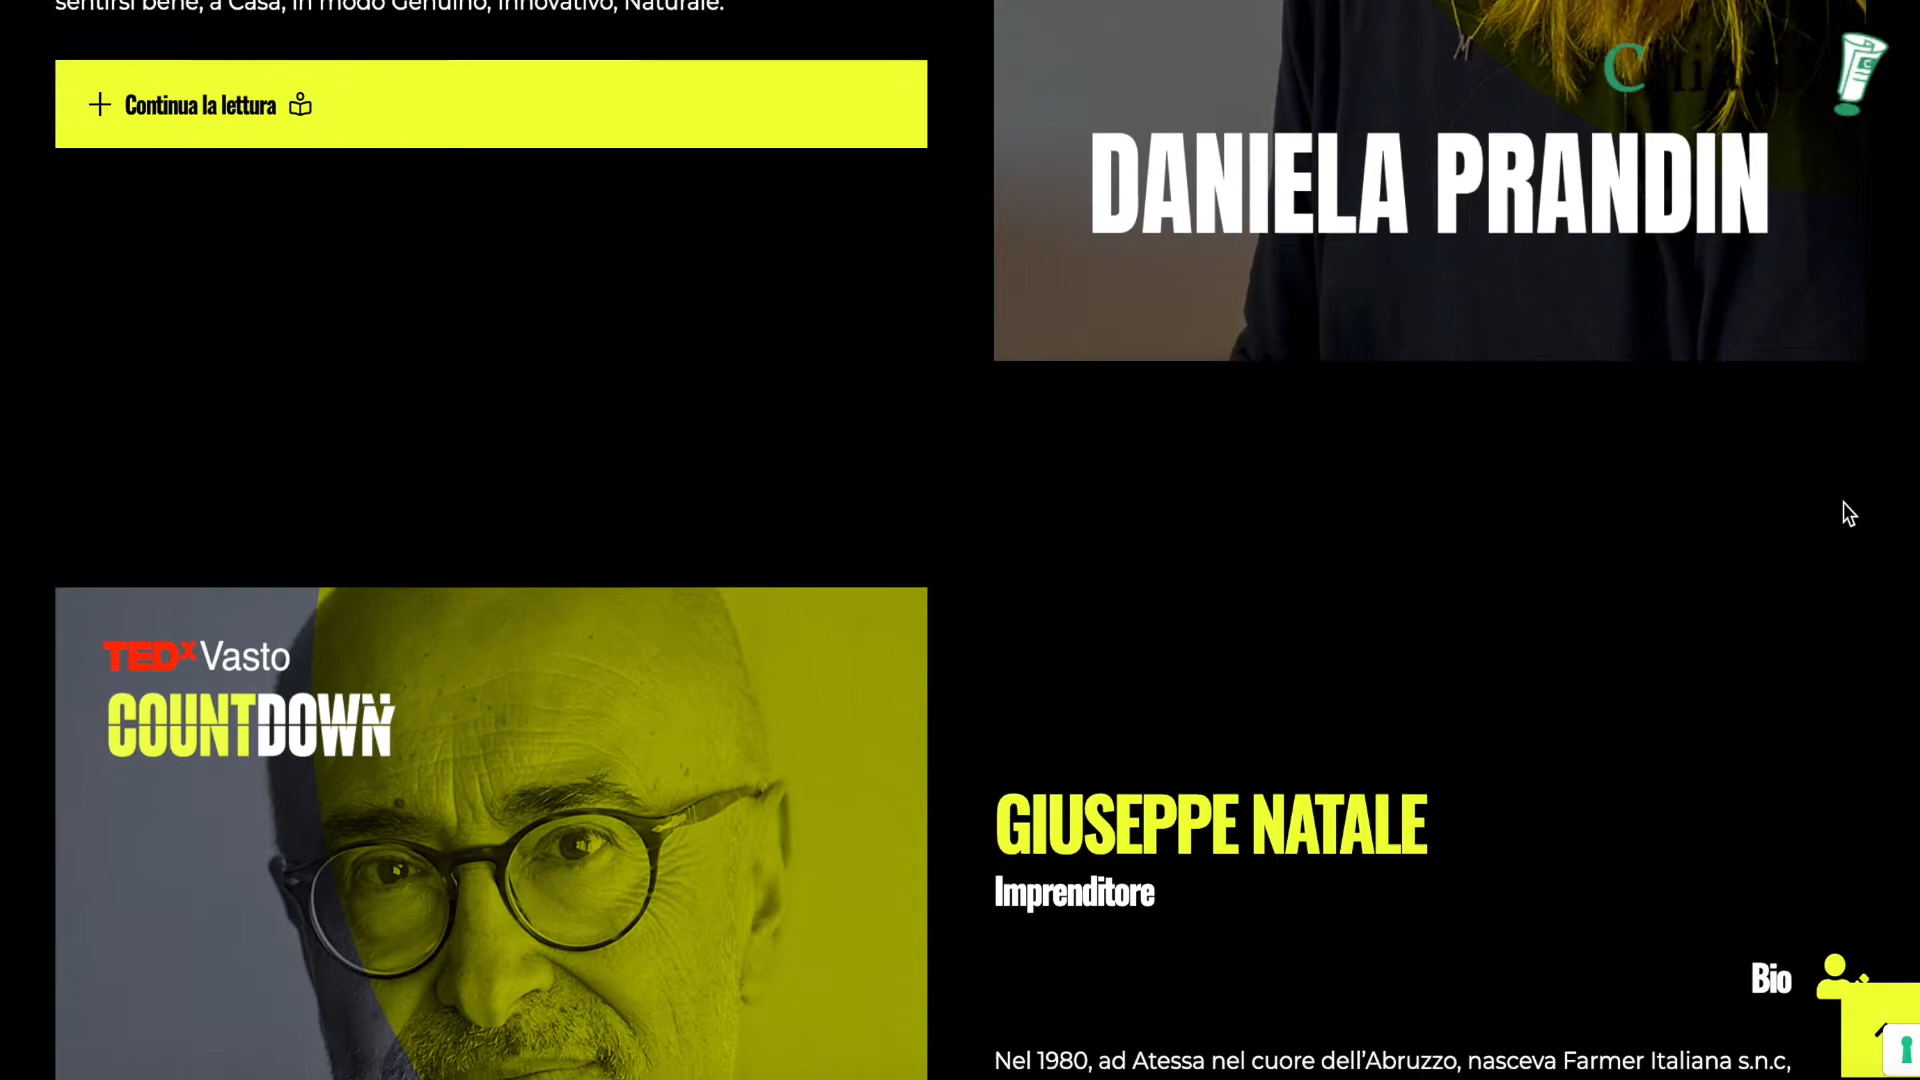 sentirsi bene, a Casa, in modo Genuino, Innovativo, Naturale.
Continua la lettura
DANIELA PRANDIN
TEDxVasto
COUNTDOWN
GIUSEPPE NATALE
Imprenditore
Bio
Nel 1980, ad Atessa nel cuore dell’Abruzzo, nasceva Farmer Italiana s.n.c,